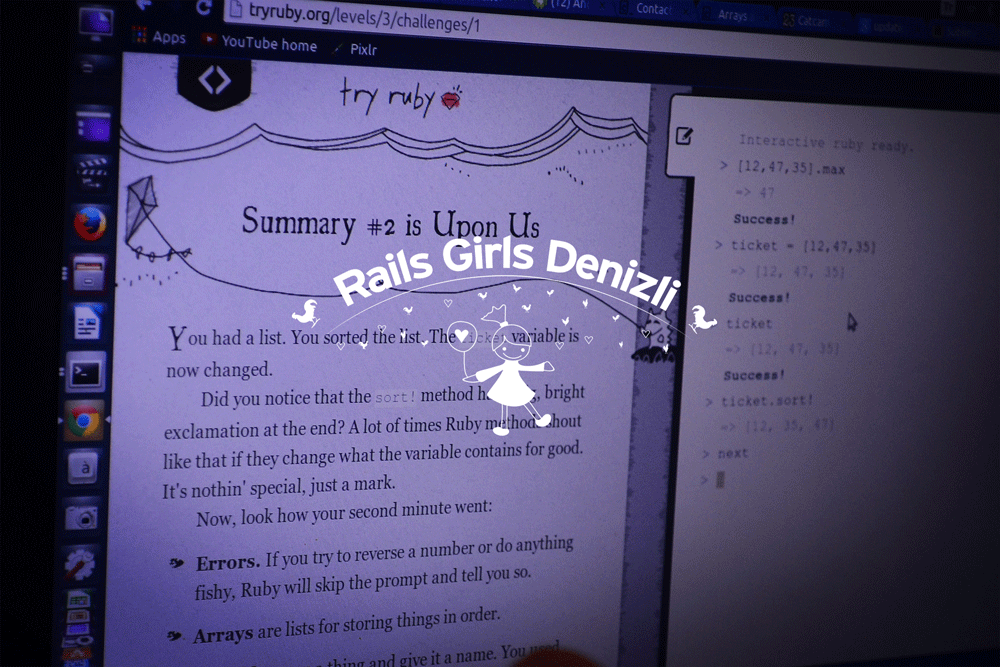 (12) An
Contact
Arrays
Catcam
update
tryruby.org/levels/3/challenges/1
Apps
YouTube home
Pixlr
try ruby
Summary #2 is Upon Us
Rails Girls Denizli
You had a list. You sorted the list. The ticket variable is
now changed.
Did you notice that the sort! method h , bright
exclamation at the end? A lot of times Ruby methods shout
like that if they change what the variable contains for good.
It's nothin' special, just a mark.
Now, look how your second minute went:
Errors. If you try to reverse a number or do anything
fishy, Ruby will skip the prompt and tell you so.
Arrays are lists for storing things in order.
thing and give it a name. You used
Interactive ruby ready.
> [12,47,35].max
=> 47
Success!
> ticket = [12,47,35]
=> [12, 47, 35]
Success!
ticket
=> [12, 47, 35]
Success!
> ticket.sort!
=> [12, 35, 47]
> next
>
à